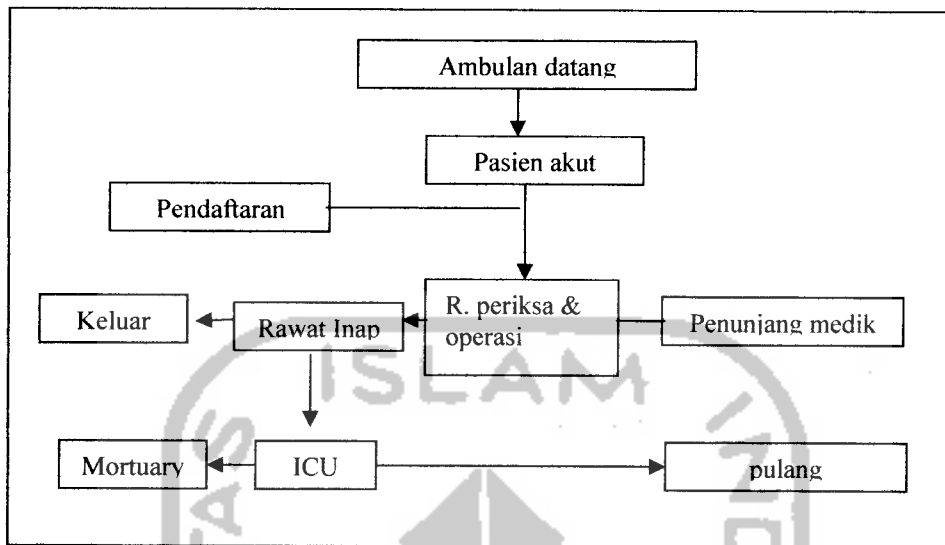 Ambulan datang
Pasien akut
Pendaftaran
Keluar
Rawat Inap
R. periksa &
operasi
Penunjang medik
ISLAM
Mortuary
ICU
pulang